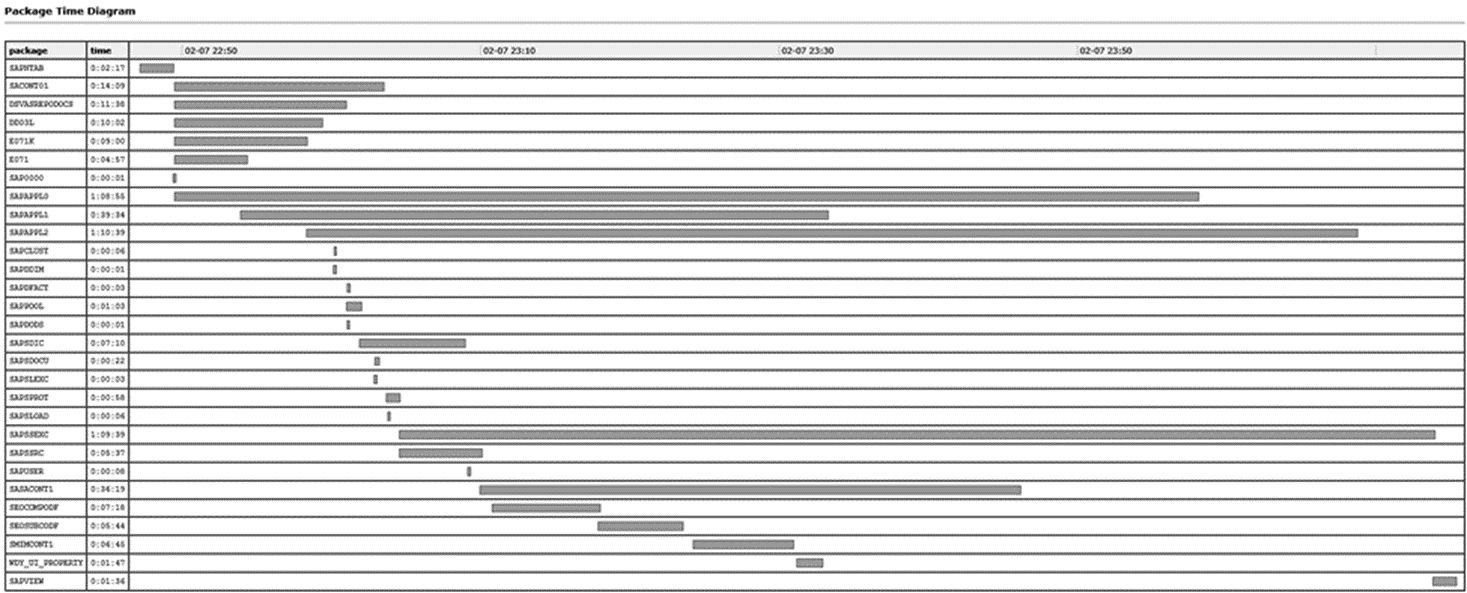 Package Time Diagram
package time 02-07 22:50 02-07 23:10 02-07 23:30 02-07 23:50
SAPNTAB 0:02:17
SACONT01 0:14:09
DSVASREPODOCS 0:11:38
DD03L 0:10:02
E071K 0:09:00
E071 0:04:57
SAP0000 0:00:01
SAPAPPL0 1:08:55
SAPAPPL1 0:39:34
SAPAPPL2 1:10:39
SAPCLUST 0:00:06
SAPDDIM 0:00:01
SAPDFACT 0:00:03
SAPPOOL 0:01:03
SAPDODS 0:00:01
SAPSDIC 0:07:10
SAPSDOCU 0:00:22
SAPSLEXC 0:00:03
SAPSPROT 0:00:58
SAPSLOAD 0:00:06
SAPSSEXC 1:09:39
SAPSSRC 0:05:37
SAPUSER 0:00:08
SASACONT1 0:36:19
SEOCOMPODF 0:07:18
SEOSUBCODF 0:05:44
SMIMCONT1 0:06:45
WDY_UI_PROPERTY 0:01:47
SAPVIEW 0:01:36